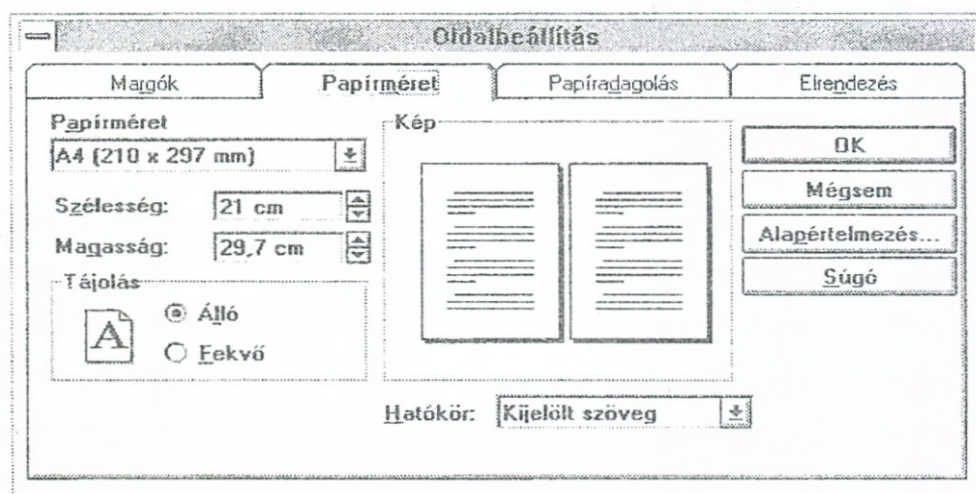 Oldalbeállítás
Margók
Papírméret
Papíradagolás
Elrendezés
Papírméret
A4 (210 x 297 mm)
Szélesség: 21 cm
Magasság: 29,7 cm
Tájolás
A
Álló
Fekvő
Kép
Hatókör: Kijelölt szöveg
OK
Mégsem
Alapértelmezés...
Súgó